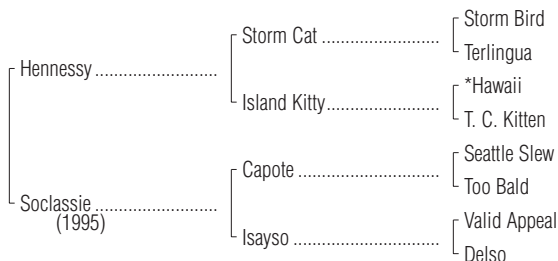 Storm Bird
Storm Cat
Terlingua
Hennessy
*Hawaii
Island Kitty
T. C. Kitten
Seattle Slew
Capote
Too Bald
Soclassie
(1995)
Valid Appeal
Isayso
Delso